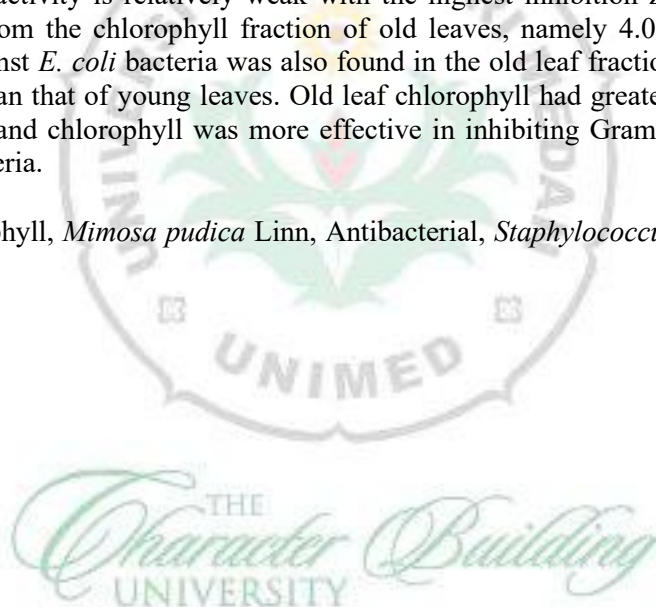 activity is relatively weak with the highest inhibition
om the chlorophyll fraction of old leaves, namely 4.0
nst E. coli bacteria was also found in the old leaf fractio
an that of young leaves. Old leaf chlorophyll had greate
and chlorophyll was more effective in inhibiting Gram
eria.
phyll, Mimosa pudica Linn, Antibacterial, Staphylococcu
UNIMED
THE
Character Building
UNIVERSITY